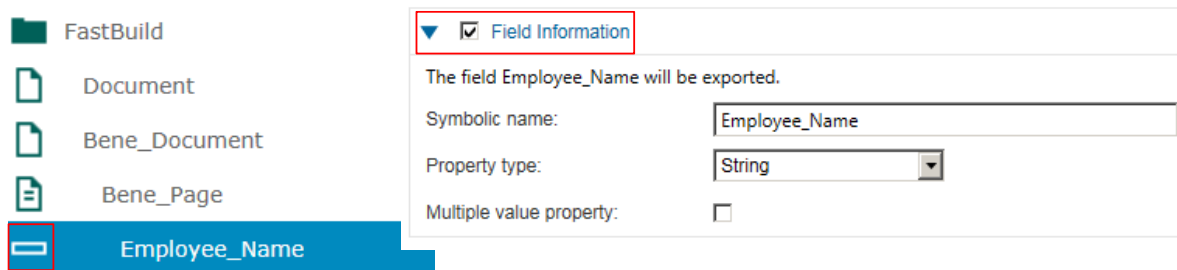 FastBuild
Document
Bene_Document
Bene_Page
Employee_Name
Field Information
The field Employee_Name will be exported.
Symbolic name: Employee_Name
Property type: String
Multiple value property: